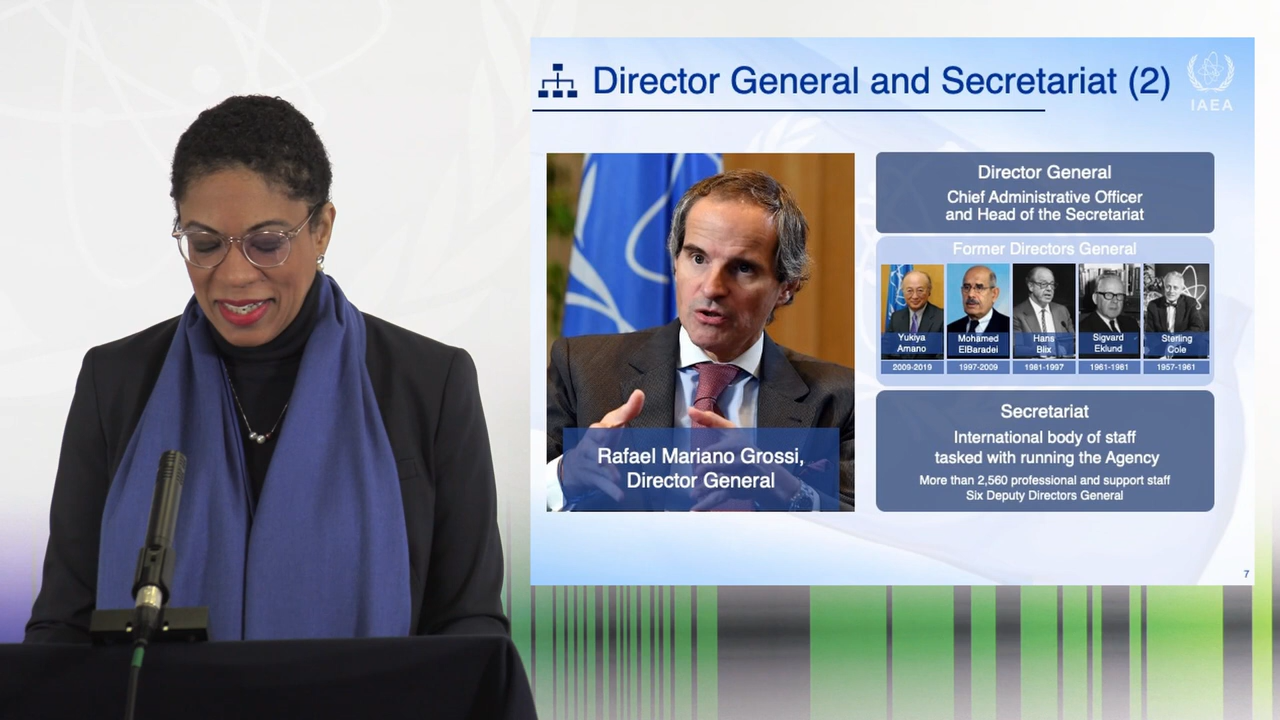 Director General and Secretariat (2)
IAEA
Rafael Mariano Grossi,
Director General
Director General
Chief Administrative Officer
and Head of the Secretariat
Former Directors General
Yukiya
Amano
2009-2019
Mohamed
ElBaradei
1997-2009
Hans
Blix
1981-1997
Sigvard
Eklund
1961-1981
Sterling
Cole
1957-1961
Secretariat
International body of staff
tasked with running the Agency
More than 2,560 professional and support staff
Six Deputy Directors General
7